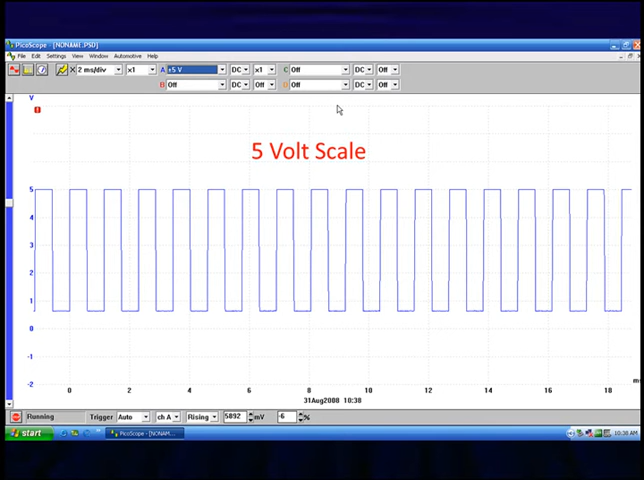 PicoScope - [NONAME.PSD]
File Edit Settings View Window Automotive Help
2 ms/div x1 A ±5 V DC x1 C Off DC Off
B Off DC Off D Off DC Off
V
5 Volt Scale
5
4
3
2
1
0
-1
-2
0 2 4 6 8 10 12 14 16 18
31Aug2008 10:38
Running Trigger Auto ch A Rising 5892 mV -6 %
start PicoScope - [NONAM... 10:38 AM